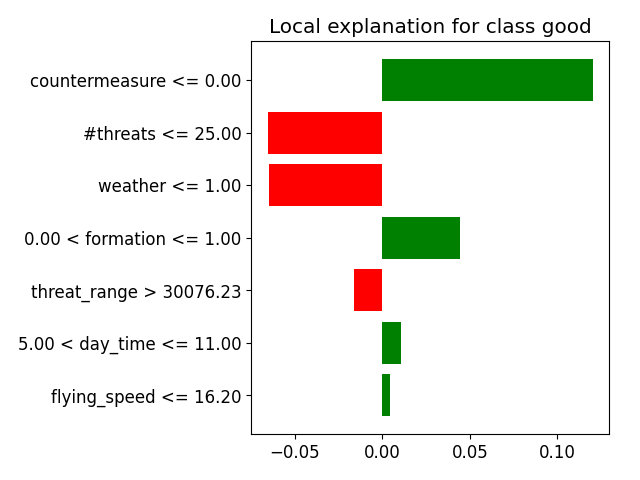 Local explanation for class good
countermeasure <= 0.00
#threats <= 25.00
weather <= 1.00
0.00 < formation <= 1.00
threat_range > 30076.23
5.00 < day_time <= 11.00
flying_speed <= 16.20
−0.05 0.00 0.05 0.10